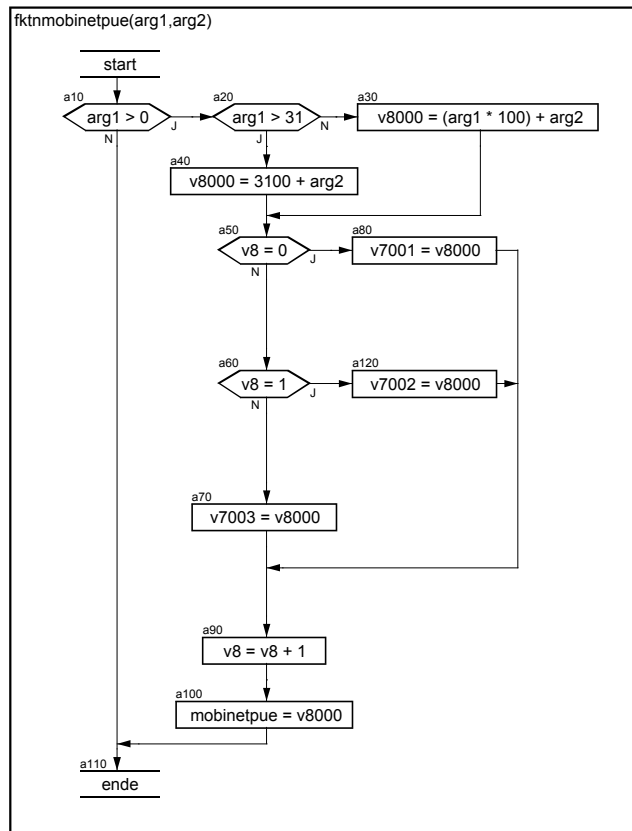 fktnmobinetpue(arg1,arg2)
start
a10
arg1 > 0
J
N
a20
arg1 > 31
N
J
a30
v8000 = (arg1 * 100) + arg2
a40
v8000 = 3100 + arg2
a50
v8 = 0
J
N
a80
v7001 = v8000
a60
v8 = 1
J
N
a120
v7002 = v8000
a70
v7003 = v8000
a90
v8 = v8 + 1
a100
mobinetpue = v8000
a110
ende